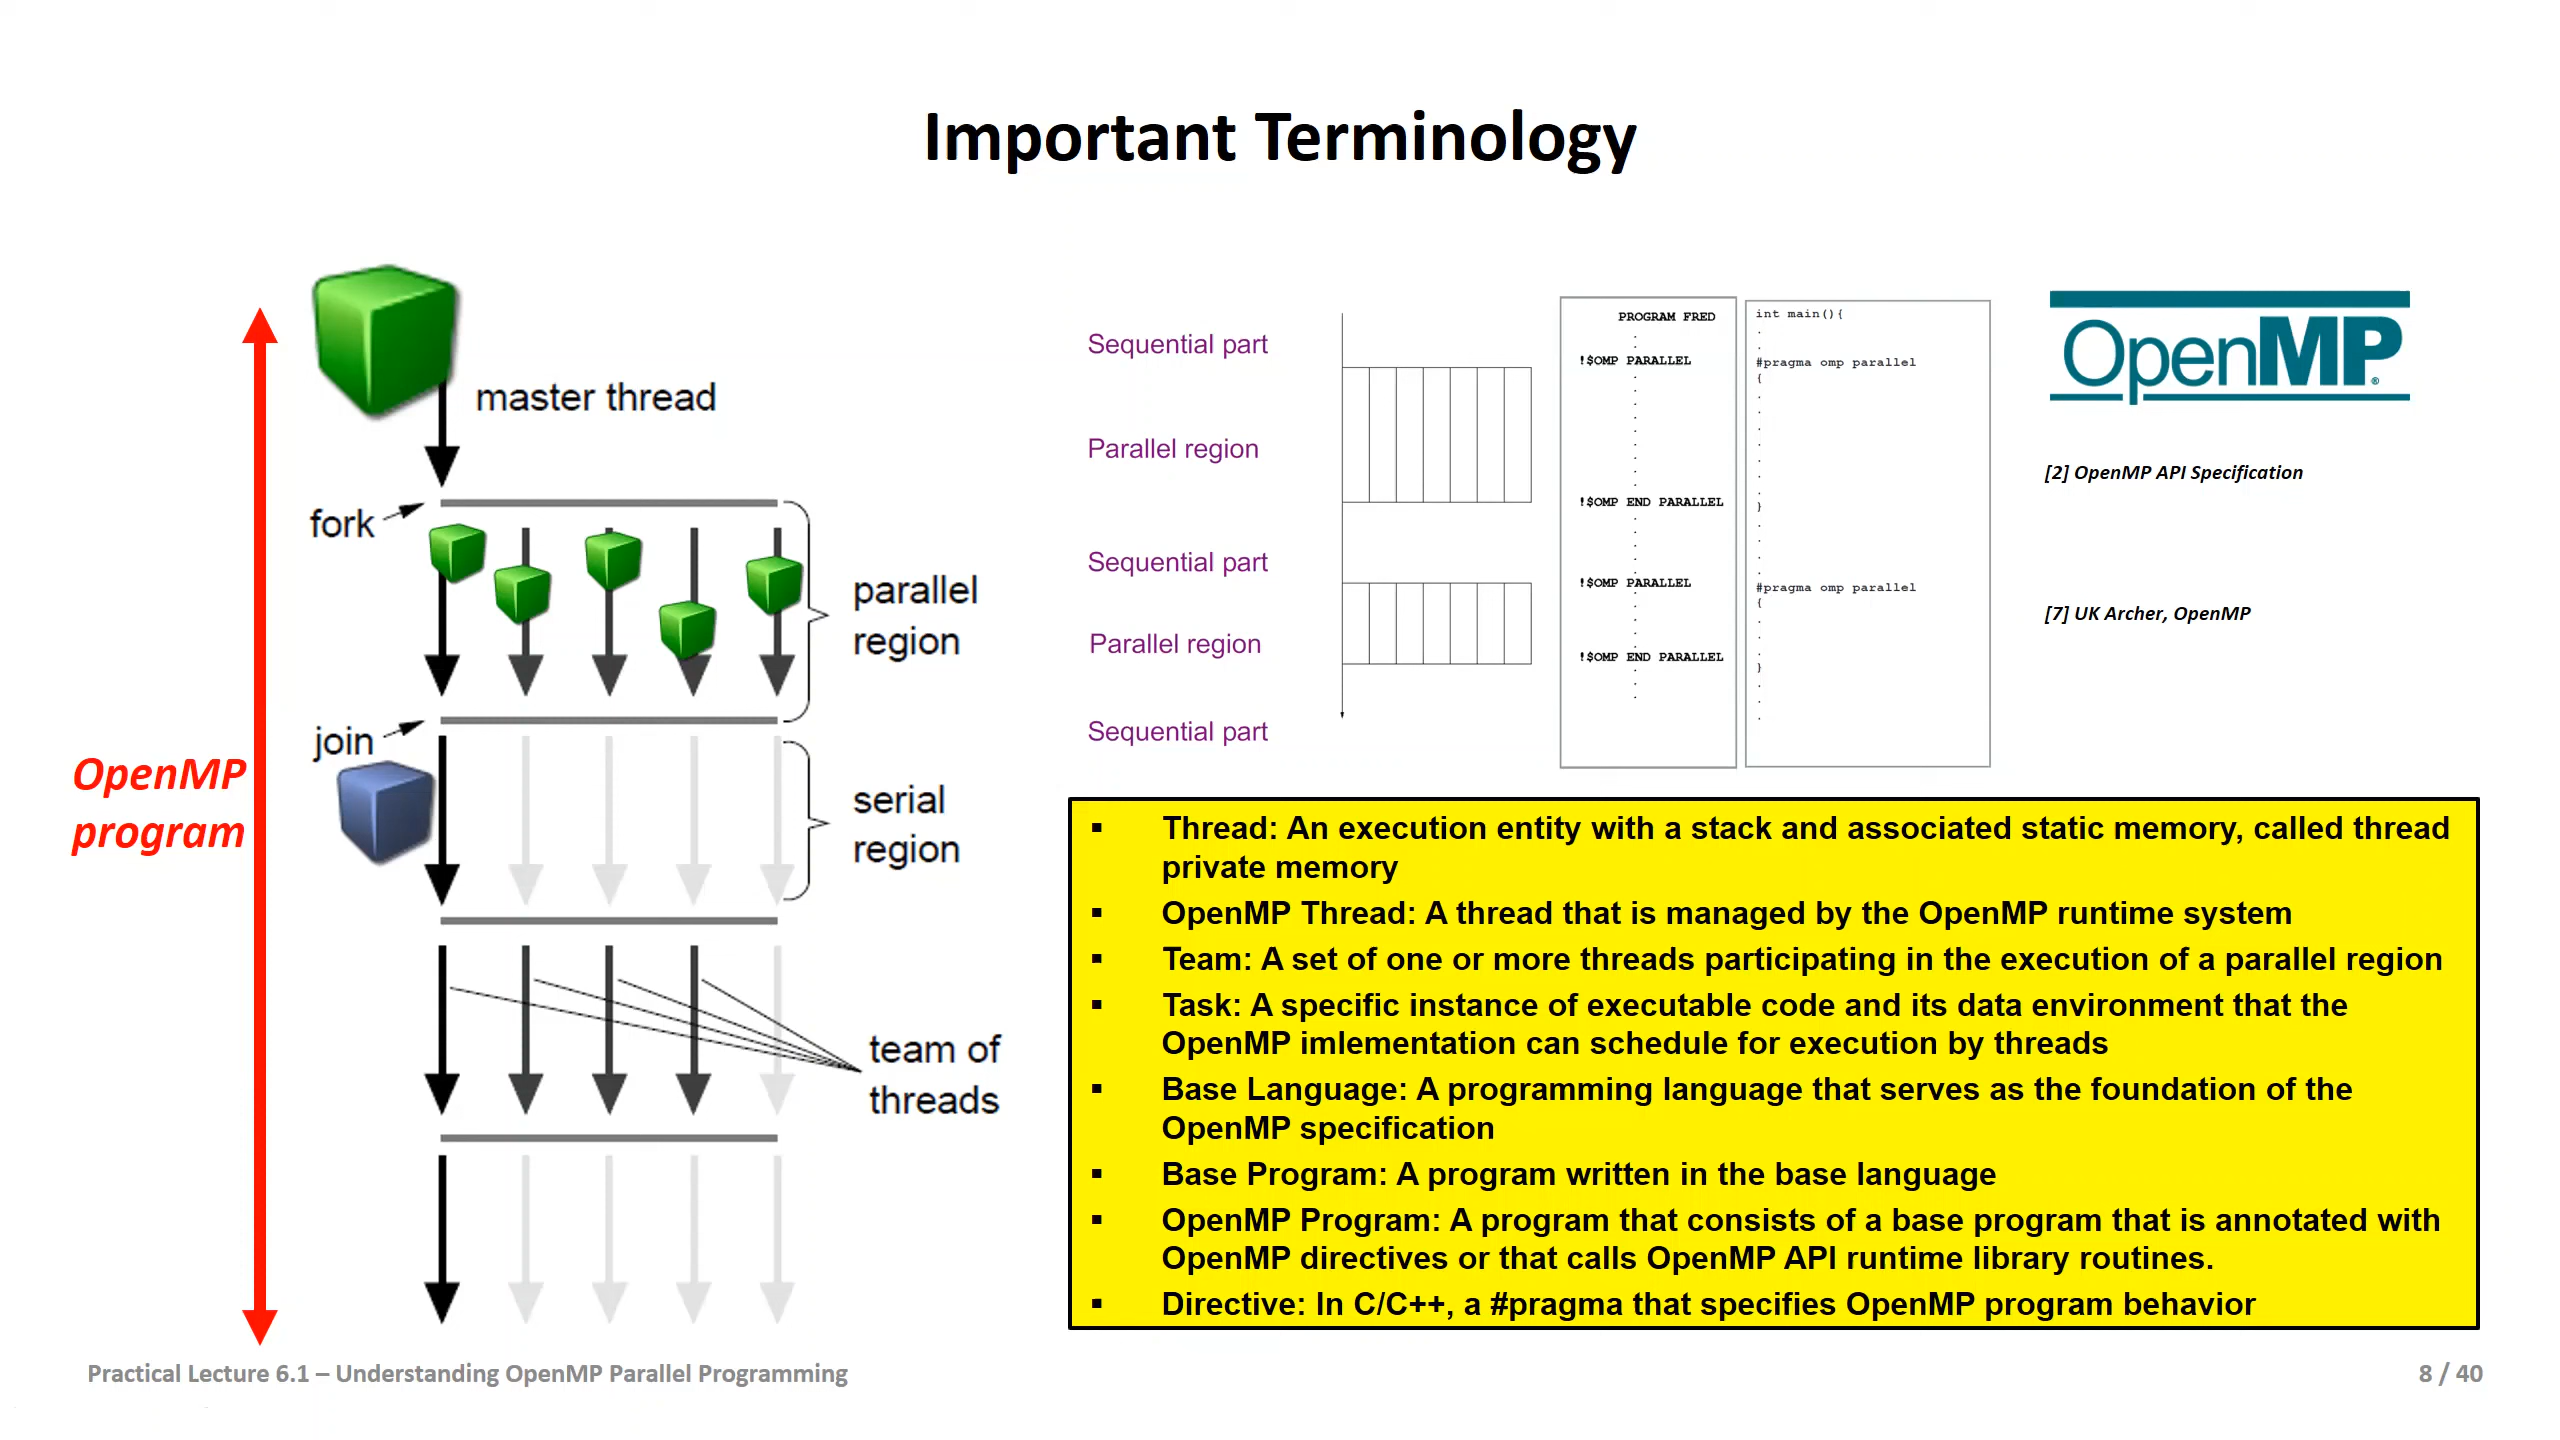 Important Terminology
master thread
fork
parallel
region
join
serial
region
OpenMP
program
team of
threads
Sequential part
Parallel region
Sequential part
Parallel region
Sequential part
PROGRAM FRED
!$OMP PARALLEL
!$OMP END PARALLEL
!$OMP PARALLEL
!$OMP END PARALLEL
int main(){
#pragma omp parallel
{
}
#pragma omp parallel
{
}
OpenMP®
[2] OpenMP API Specification
[7] UK Archer, OpenMP
▪ Thread: An execution entity with a stack and associated static memory, called thread
private memory
▪ OpenMP Thread: A thread that is managed by the OpenMP runtime system
▪ Team: A set of one or more threads participating in the execution of a parallel region
▪ Task: A specific instance of executable code and its data environment that the
OpenMP imlementation can schedule for execution by threads
▪ Base Language: A programming language that serves as the foundation of the
OpenMP specification
▪ Base Program: A program written in the base language
▪ OpenMP Program: A program that consists of a base program that is annotated with
OpenMP directives or that calls OpenMP API runtime library routines.
▪ Directive: In C/C++, a #pragma that specifies OpenMP program behavior
Practical Lecture 6.1 – Understanding OpenMP Parallel Programming
8 / 40